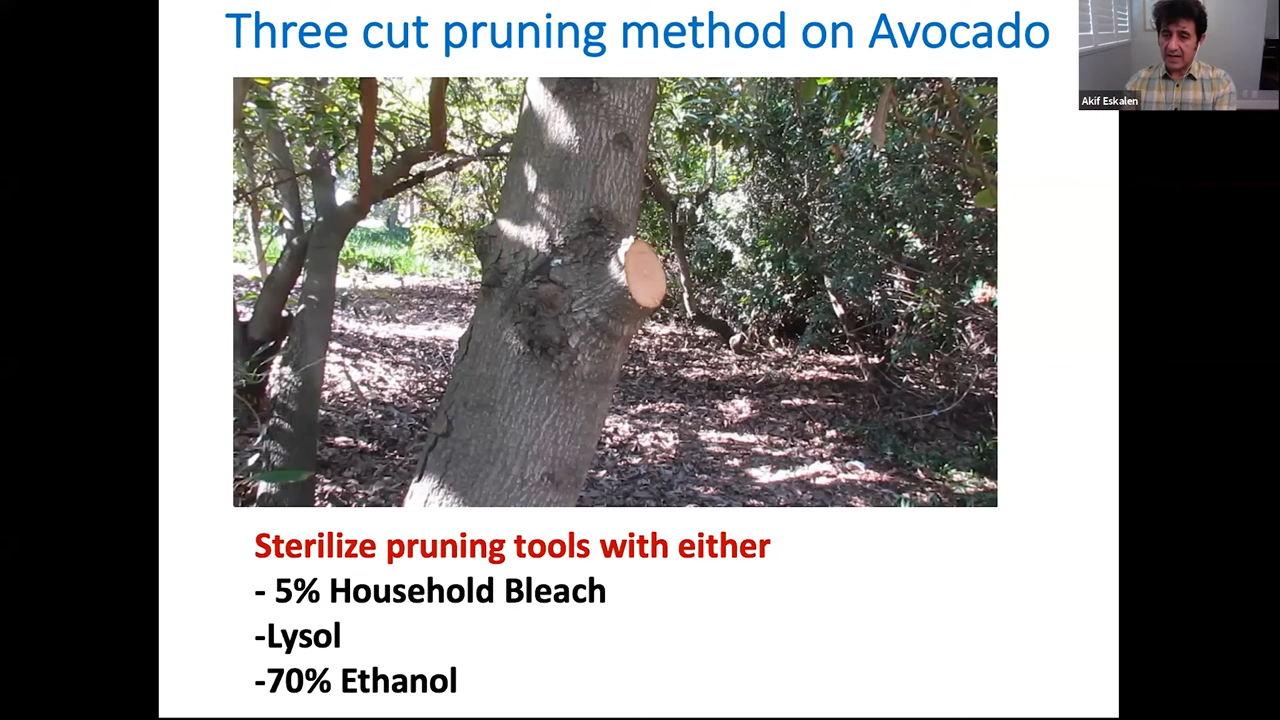 Three cut pruning method on Avocado
Akif Eskalen
Sterilize pruning tools with either
- 5% Household Bleach
-Lysol
-70% Ethanol